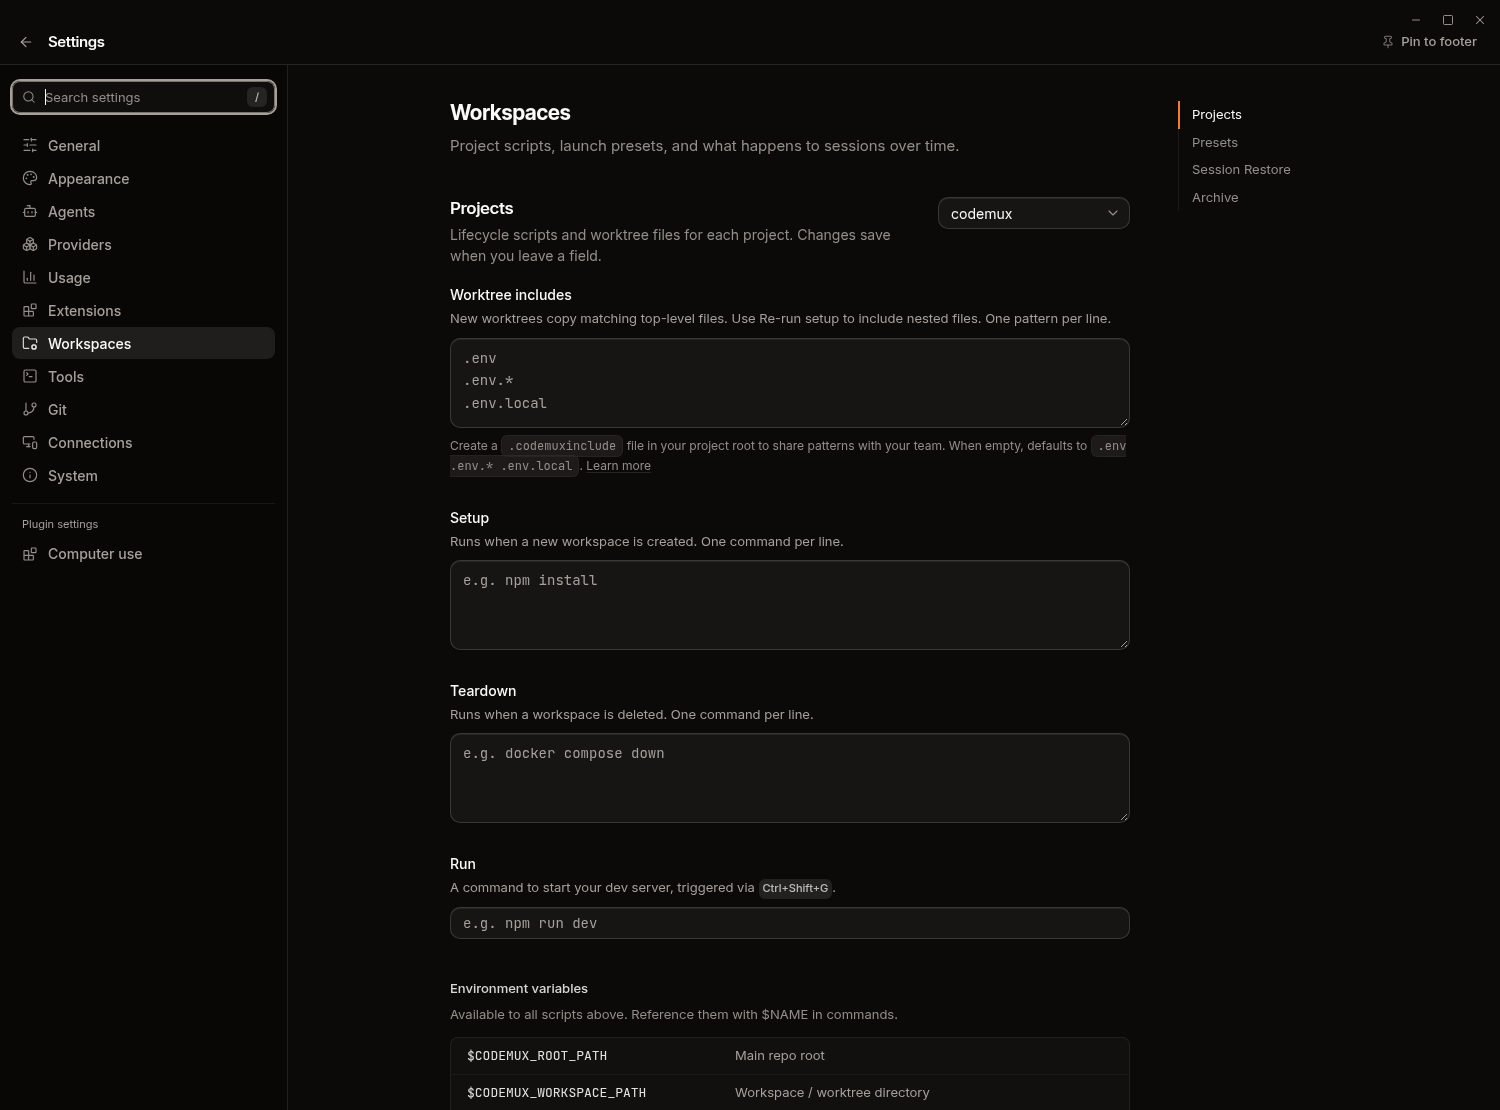 Settings
Pin to footer
Search settings /
General
Appearance
Agents
Providers
Usage
Extensions
Workspaces
Tools
Git
Connections
System
Plugin settings
Computer use
Workspaces
Project scripts, launch presets, and what happens to sessions over time.
Projects
codemux
Lifecycle scripts and worktree files for each project. Changes save
when you leave a field.
Worktree includes
New worktrees copy matching top-level files. Use Re-run setup to include nested files. One pattern per line.
.env
.env.*
.env.local
Create a .codemuxinclude file in your project root to share patterns with your team. When empty, defaults to .env
.env.* .env.local. Learn more
Setup
Runs when a new workspace is created. One command per line.
e.g. npm install
Teardown
Runs when a workspace is deleted. One command per line.
e.g. docker compose down
Run
A command to start your dev server, triggered via Ctrl+Shift+G.
e.g. npm run dev
Environment variables
Available to all scripts above. Reference them with $NAME in commands.
$CODEMUX_ROOT_PATH Main repo root
$CODEMUX_WORKSPACE_PATH Workspace / worktree directory
Projects
Presets
Session Restore
Archive